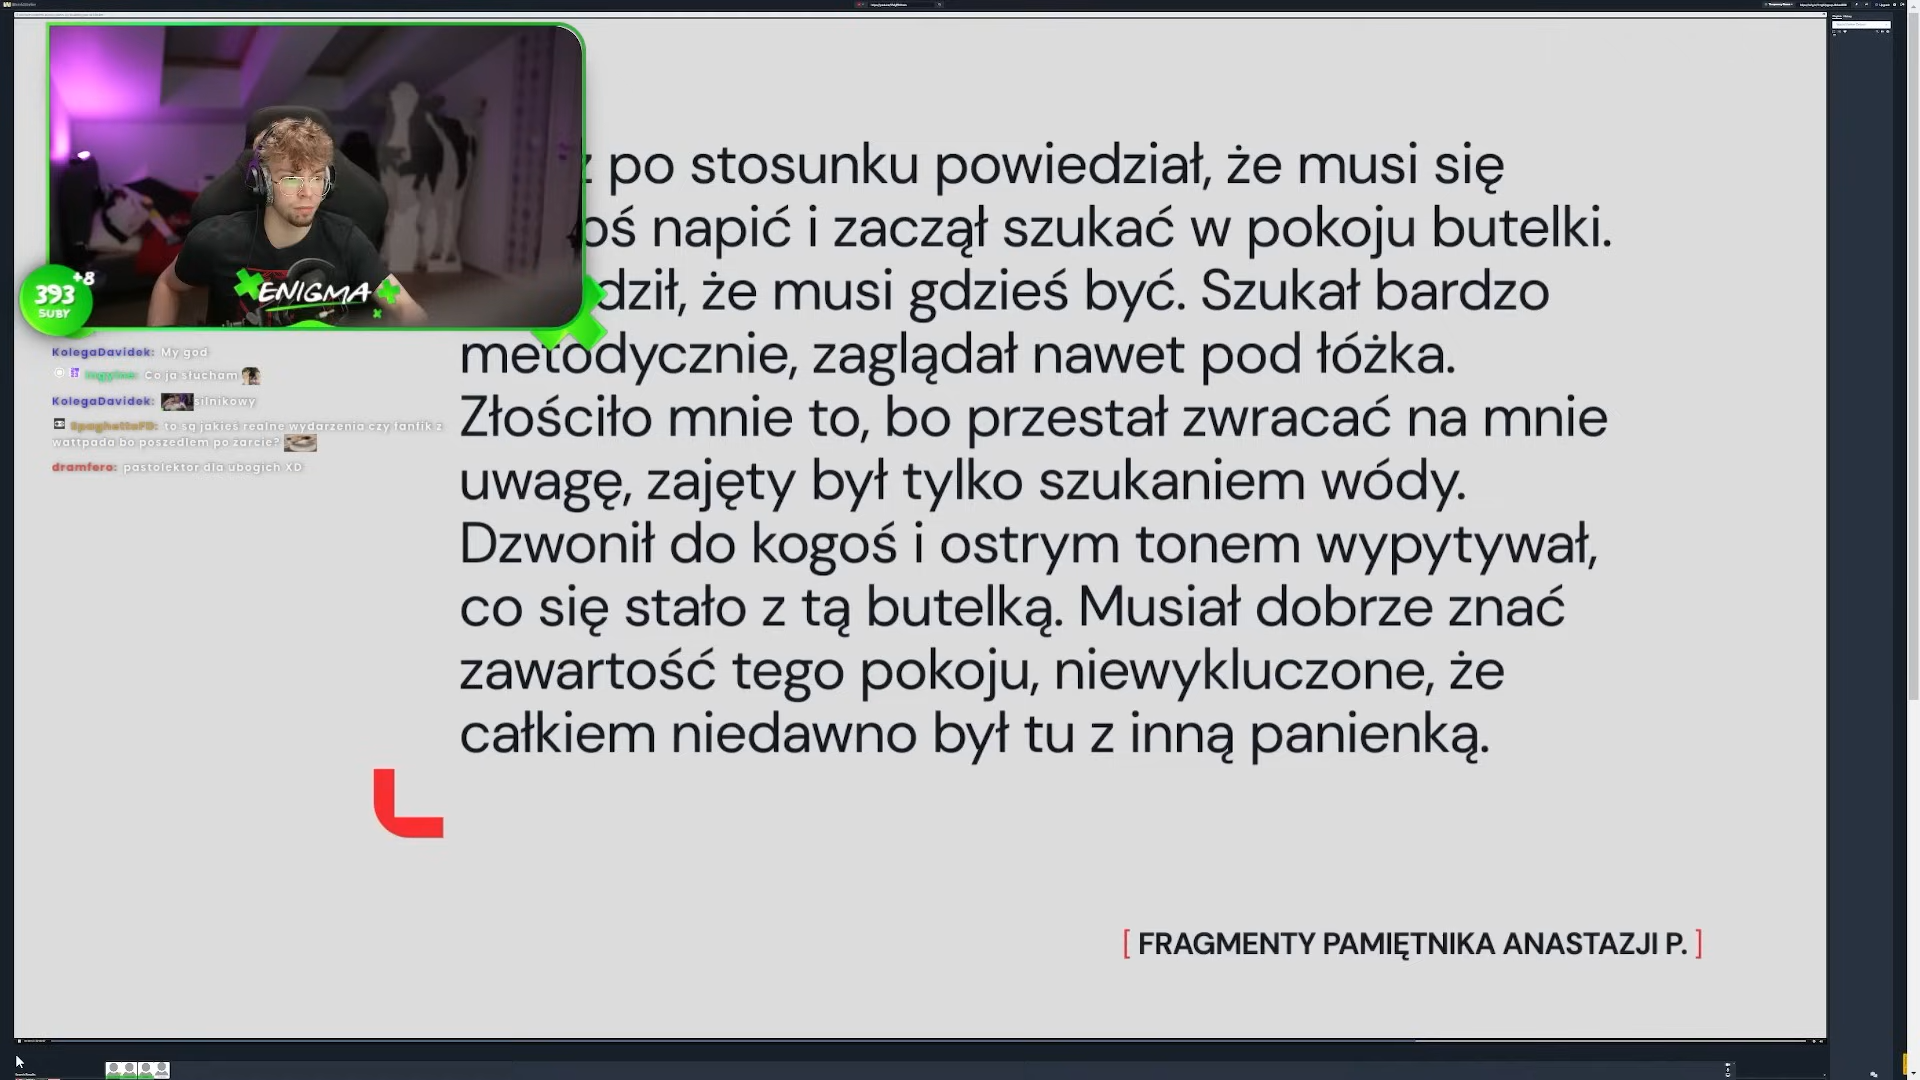 po stosunku powiedział, że musi się
napić i zaczął szukać w pokoju butelki.
że musi gdzieś być. Szukał bardzo
metodycznie, zaglądał nawet pod łóżka.
Złościło mnie to, bo przestał zwracać na mnie
uwagę, zajęty był tylko szukaniem wódy.
Dzwonił do kogoś i ostrym tonem wypytywał,
co się stało z tą butelką. Musiał dobrze znać
zawartość tego pokoju, niewykluczone, że
całkiem niedawno był tu z inną panienką.
[ FRAGMENTY PAMIĘTNIKA ANASTAZJI P. ]
+8
393
SUBY
ENIGMA
KolegaDavidek: My god
Co ja słucham
KolegaDavidek: silnikowy
SpaghettoFD: to są jakieś realne wydarzenia czy fanfik z
wattpada bo poszedłem po żarcie?
dramfero: pastolektor dla ubogich XD